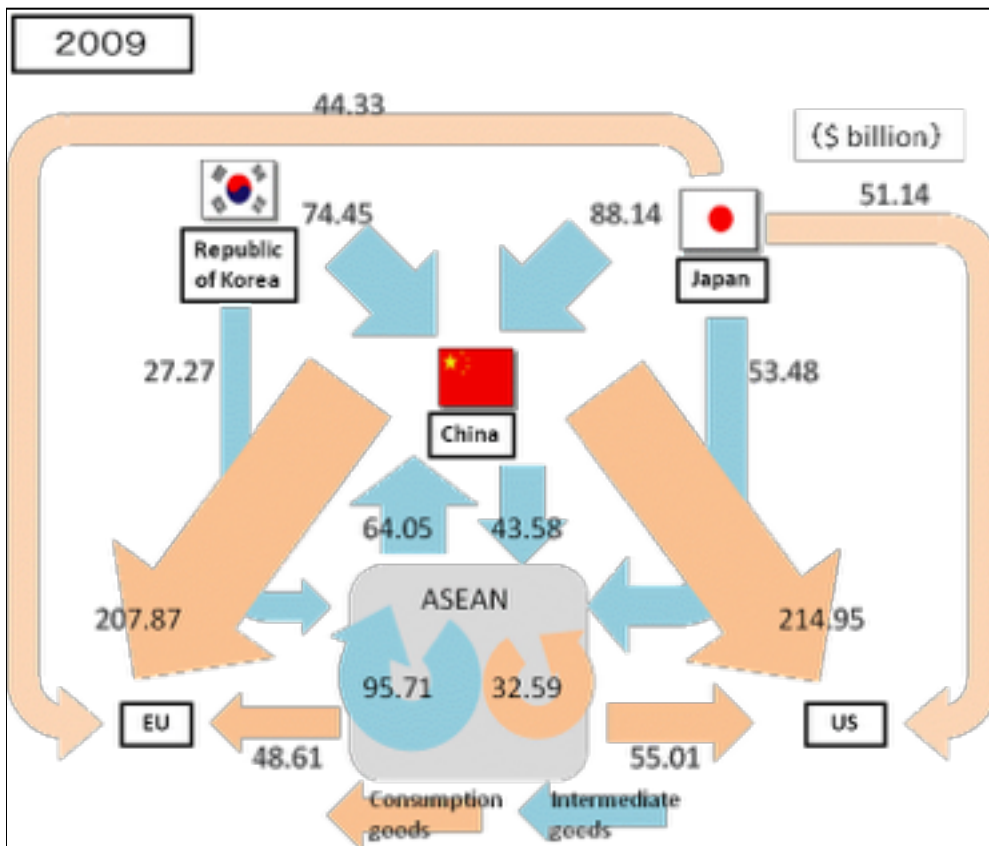 2009
44.33
($ billion)
51.14
74.45
88.14
Republic
of Korea
Japan
27.27
53.48
China
64.05
43.58
ASEAN
207.87
214.95
95.71
32.59
EU
US
48.61
55.01
Consumption
goods
Intermediate
goods